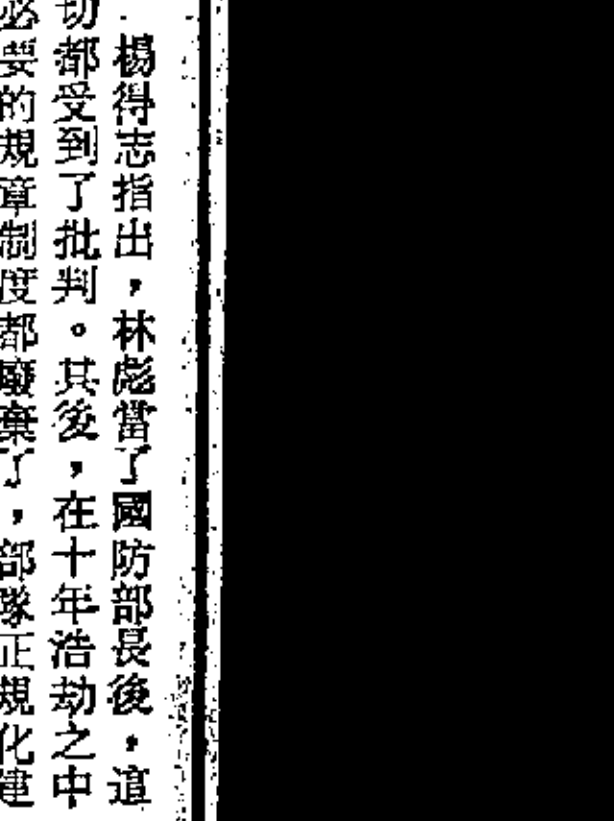 楊得志指出，林彪當了國防部長後，這
切都受到了批判。其後，在十年浩劫之中
必要的規章制度都廢棄了，部隊正規化建